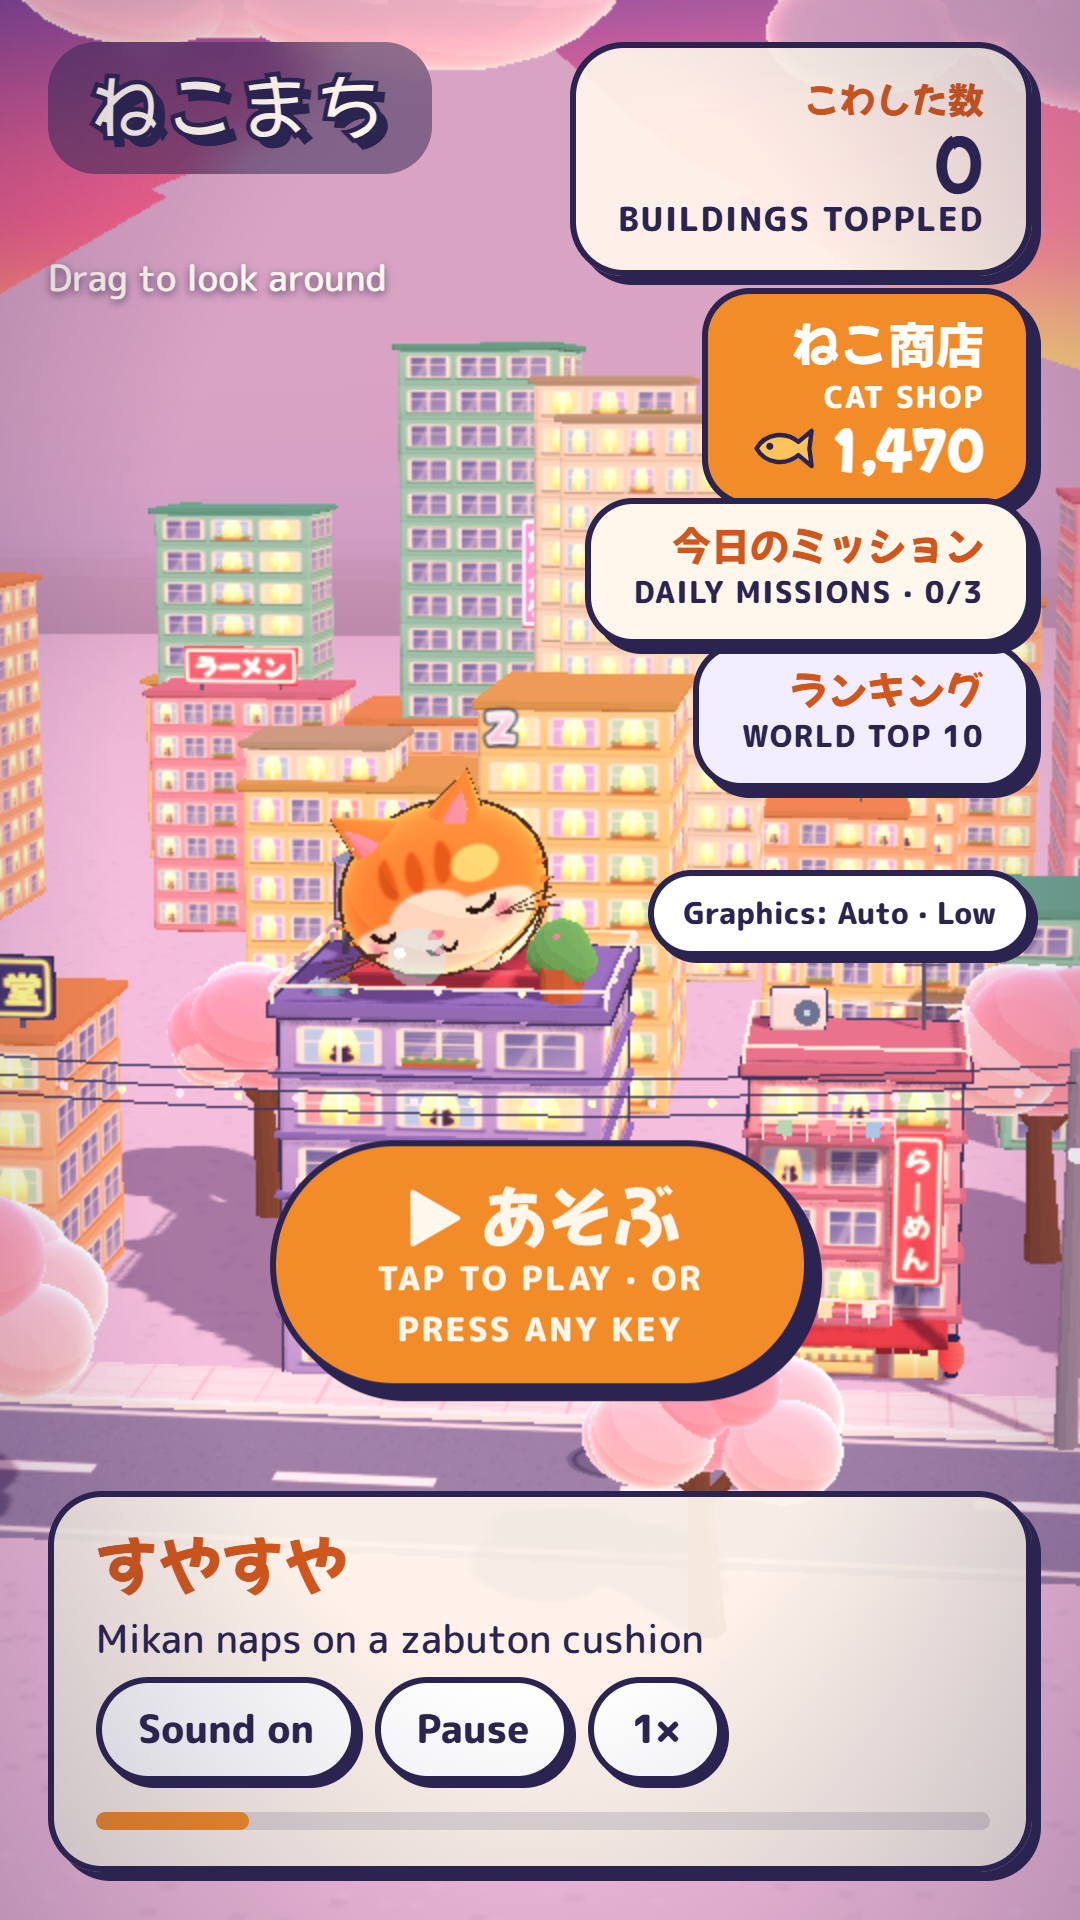 ねこまち
こわした数
0
BUILDINGS TOPPLED
Drag to look around
ねこ商店
CAT SHOP
1,470
今日のミッション
DAILY MISSIONS · 0/3
ランキング
WORLD TOP 10
ラーメン
Z
Graphics: Auto · Low
堂
らーめん
▶ あそぶ
TAP TO PLAY · OR
PRESS ANY KEY
すやすや
Mikan naps on a zabuton cushion
Sound on
Pause
1×